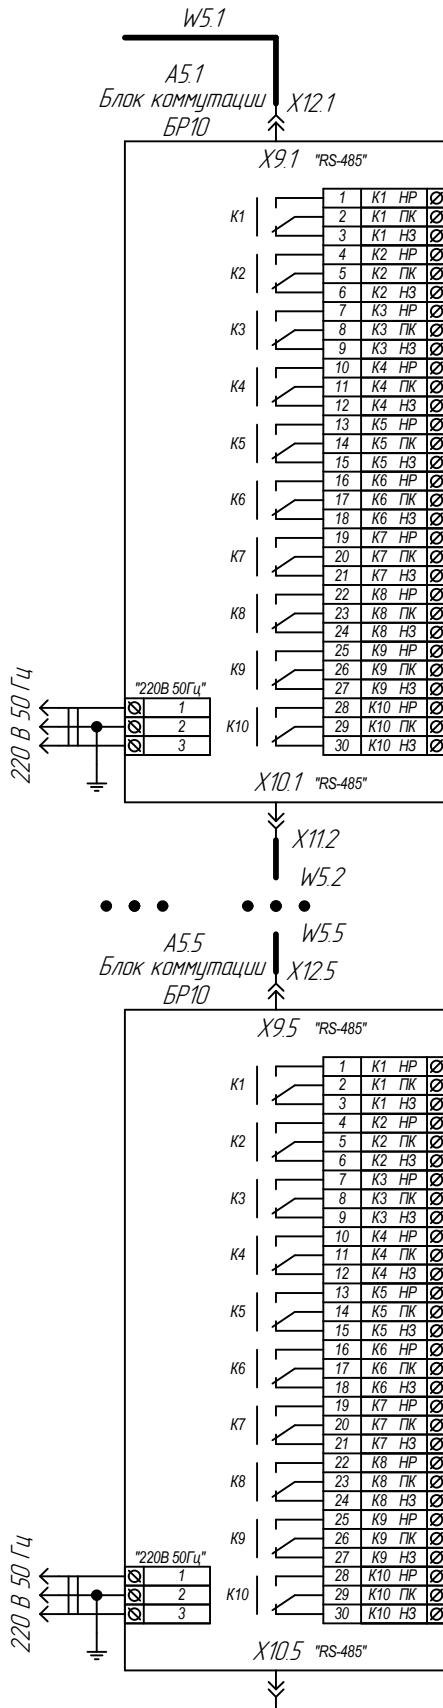 W5.1
A5.1
Блок коммутации
БР10
X12.1
X9.1 "RS-485"
K1
1 K1 НР
2 K1 ПК
3 K1 НЗ
K2
4 K2 НР
5 K2 ПК
6 K2 НЗ
K3
7 K3 НР
8 K3 ПК
9 K3 НЗ
K4
10 K4 НР
11 K4 ПК
12 K4 НЗ
K5
13 K5 НР
14 K5 ПК
15 K5 НЗ
K6
16 K6 НР
17 K6 ПК
18 K6 НЗ
K7
19 K7 НР
20 K7 ПК
21 K7 НЗ
K8
22 K8 НР
23 K8 ПК
24 K8 НЗ
K9
25 K9 НР
26 K9 ПК
27 K9 НЗ
K10
28 K10 НР
29 K10 ПК
30 K10 НЗ
220 В 50 Гц
"220В 50Гц"
1
2
3
X10.1 "RS-485"
X11.2
W5.2
W5.5
A5.5
Блок коммутации
БР10
X12.5
X9.5 "RS-485"
K1
1 K1 НР
2 K1 ПК
3 K1 НЗ
K2
4 K2 НР
5 K2 ПК
6 K2 НЗ
K3
7 K3 НР
8 K3 ПК
9 K3 НЗ
K4
10 K4 НР
11 K4 ПК
12 K4 НЗ
K5
13 K5 НР
14 K5 ПК
15 K5 НЗ
K6
16 K6 НР
17 K6 ПК
18 K6 НЗ
K7
19 K7 НР
20 K7 ПК
21 K7 НЗ
K8
22 K8 НР
23 K8 ПК
24 K8 НЗ
K9
25 K9 НР
26 K9 ПК
27 K9 НЗ
K10
28 K10 НР
29 K10 ПК
30 K10 НЗ
220 В 50 Гц
"220В 50Гц"
1
2
3
X10.5 "RS-485"